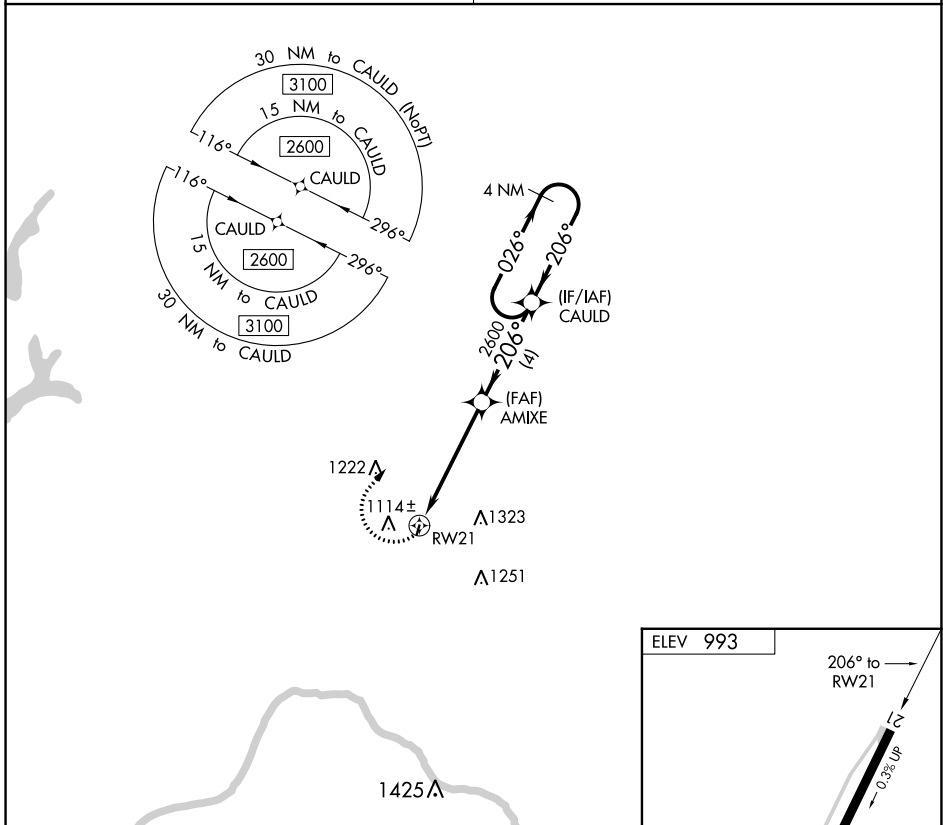 30 NM to CAULD (NoPT)
3100
15 NM to CAULD
2600
116°
CAULD
296°
116°
CAULD
296°
2600
15 NM to CAULD
3100
30 NM to CAULD
4 NM
026°
206°
(IF/IAF)
CAULD
2600
206°
(4)
(FAF)
AMIXE
1222
1114±
RW21
1323
1251
1425
ELEV 993
206° to
RW21
21
0.3% UP